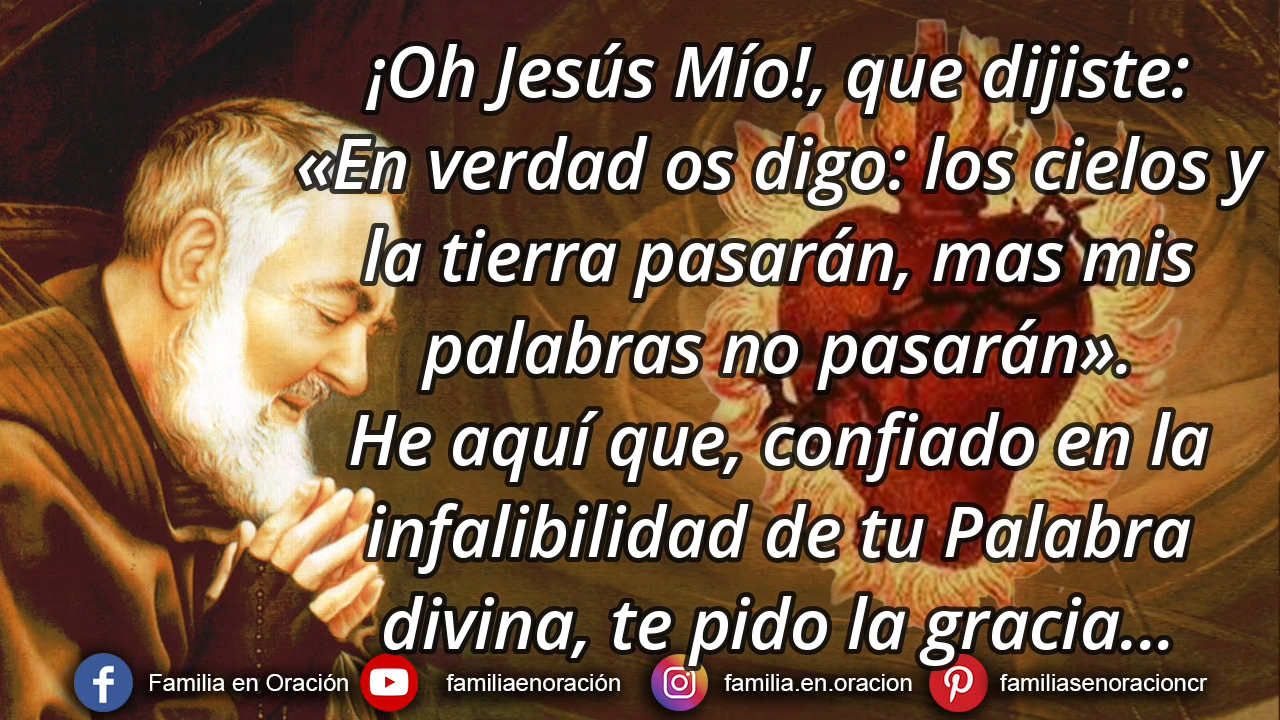 ¡Oh Jesús Mío!, que dijiste:
«En verdad os digo: los cielos y
la tierra pasarán, mas mis
palabras no pasarán».
He aquí que, confiado en la
infalibilidad de tu Palabra
divina, te pido la gracia...
Familia en Oración familiaenoración familia.en.oracion familiasenoracioncr